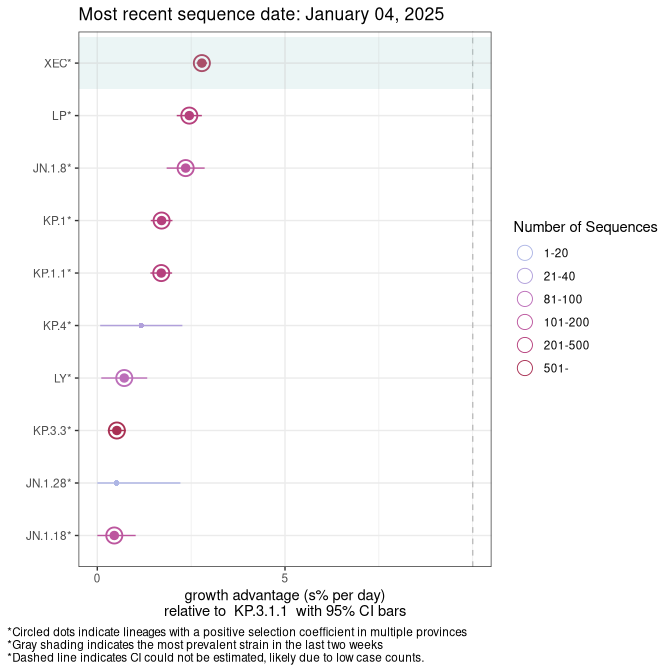 Most recent sequence date: January 04, 2025
XEC*
LP*
JN.1.8*
KP.1*
KP.1.1*
KP.4*
LY*
KP.3.3*
JN.1.28*
JN.1.18*
0
5
growth advantage (s% per day)
relative to KP.3.1.1 with 95% CI bars
Number of Sequences
1-20
21-40
81-100
101-200
201-500
501-
*Circled dots indicate lineages with a positive selection coefficient in multiple provinces
*Gray shading indicates the most prevalent strain in the last two weeks
*Dashed line indicates CI could not be estimated, likely due to low case counts.